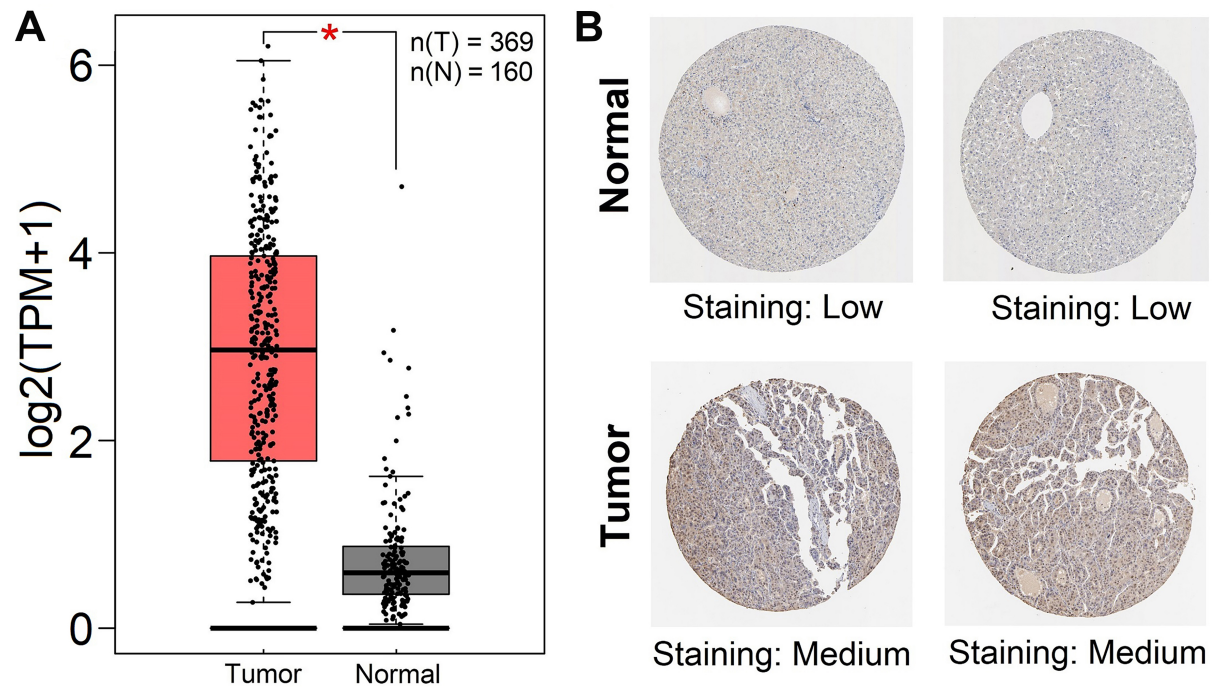 A
log2(TPM+1)
6
4
2
0
*
n(T) = 369
n(N) = 160
Tumor
Normal
B
Normal
Staining: Low
Staining: Low
Tumor
Staining: Medium
Staining: Medium